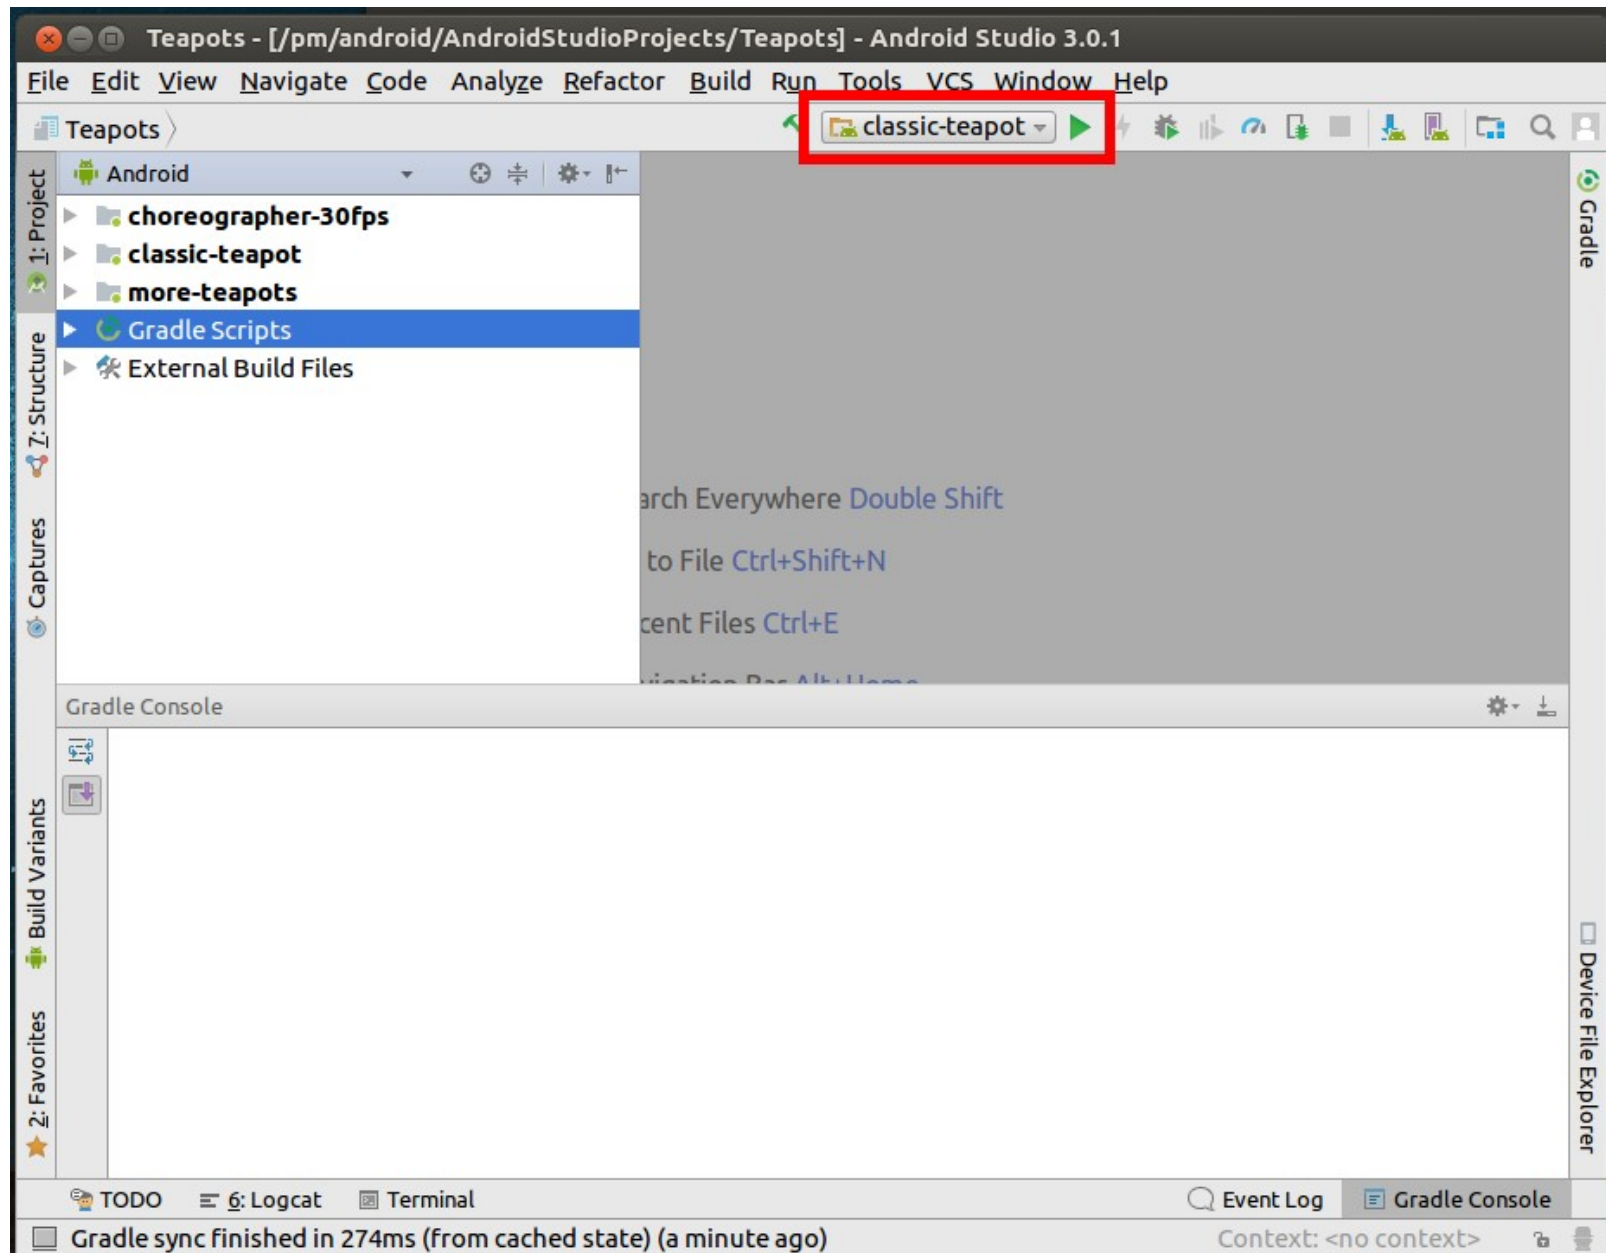 Teapots - [/pm/android/AndroidStudioProjects/Teapots] - Android Studio 3.0.1
File Edit View Navigate Code Analyze Refactor Build Run Tools VCS Window Help
Teapots
classic-teapot
Android
choreographer-30fps
classic-teapot
more-teapots
Gradle Scripts
External Build Files
1: Project
7: Structure
Captures
Build Variants
2: Favorites
arch Everywhere Double Shift
to File Ctrl+Shift+N
cent Files Ctrl+E
vigation Bar Alt+Home
Gradle
Device File Explorer
Gradle Console
TODO 6: Logcat Terminal Event Log Gradle Console
Gradle sync finished in 274ms (from cached state) (a minute ago) Context: <no context>